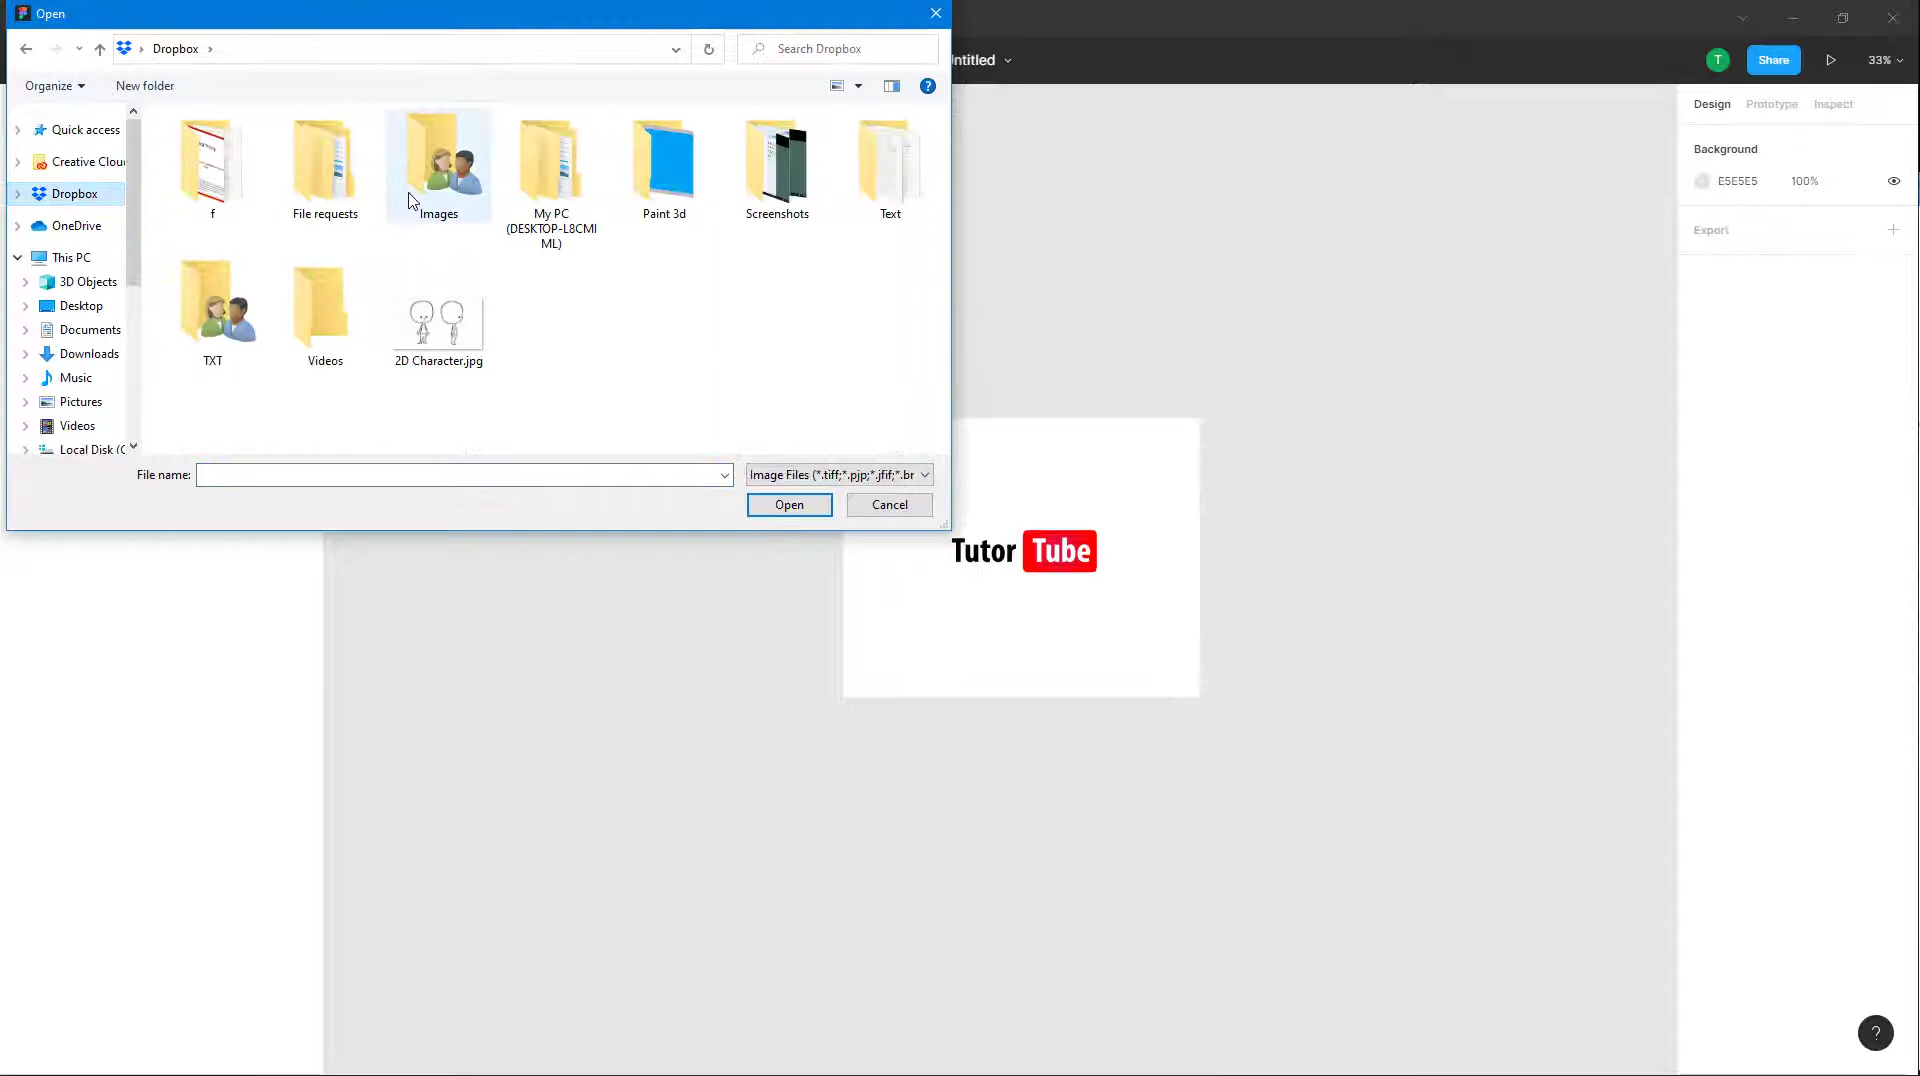 Open
Dropbox
Search Dropbox
Untitled
T
Share
33%
Organize
New folder
Design
Prototype
Inspect
Quick access
Creative Clou
Dropbox
OneDrive
This PC
3D Objects
Desktop
Documents
Downloads
Music
Pictures
Videos
Local Disk (C
f
File requests
Images
My PC
(DESKTOP-L8CMI
ML)
Paint 3d
Screenshots
Text
TXT
Videos
2D Character.jpg
Background
E5E5E5
100%
Export
File name:
Image Files (*.tiff;*.pjp;*.jfif;*.br
Open
Cancel
Tutor Tube
?